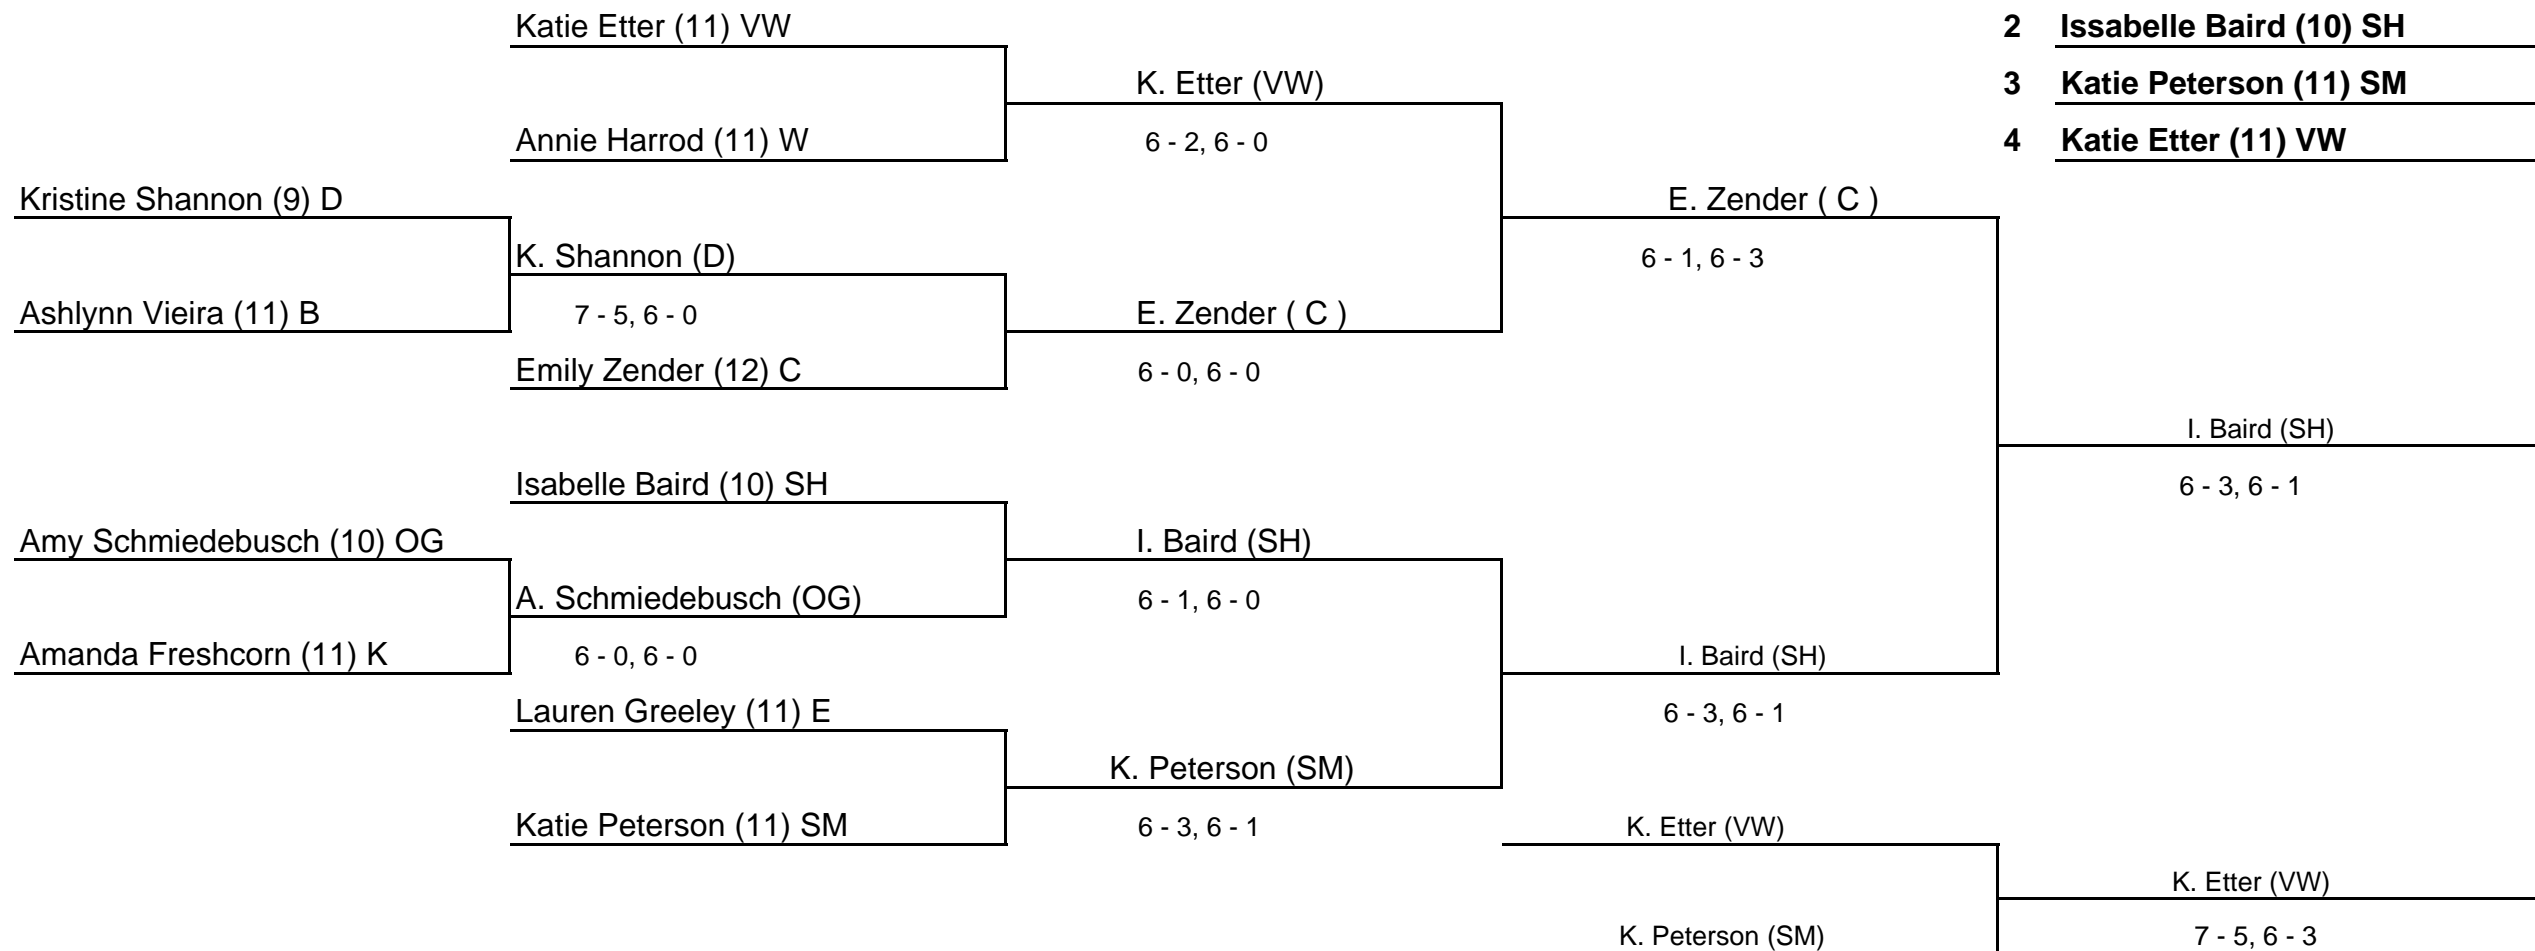 Katie Etter (11) VW
2 Issabelle Baird (10) SH
K. Etter (VW)
3 Katie Peterson (11) SM
Annie Harrod (11) W
6 - 2, 6 - 0
4 Katie Etter (11) VW
Kristine Shannon (9) D
E. Zender ( C )
K. Shannon (D)
6 - 1, 6 - 3
Ashlynn Vieira (11) B
7 - 5, 6 - 0
E. Zender ( C )
Emily Zender (12) C
6 - 0, 6 - 0
I. Baird (SH)
Isabelle Baird (10) SH
6 - 3, 6 - 1
Amy Schmiedebusch (10) OG
I. Baird (SH)
A. Schmiedebusch (OG)
6 - 1, 6 - 0
Amanda Freshcorn (11) K
6 - 0, 6 - 0
I. Baird (SH)
Lauren Greeley (11) E
6 - 3, 6 - 1
K. Peterson (SM)
Katie Peterson (11) SM
6 - 3, 6 - 1
K. Etter (VW)
K. Etter (VW)
K. Peterson (SM)
7 - 5, 6 - 3